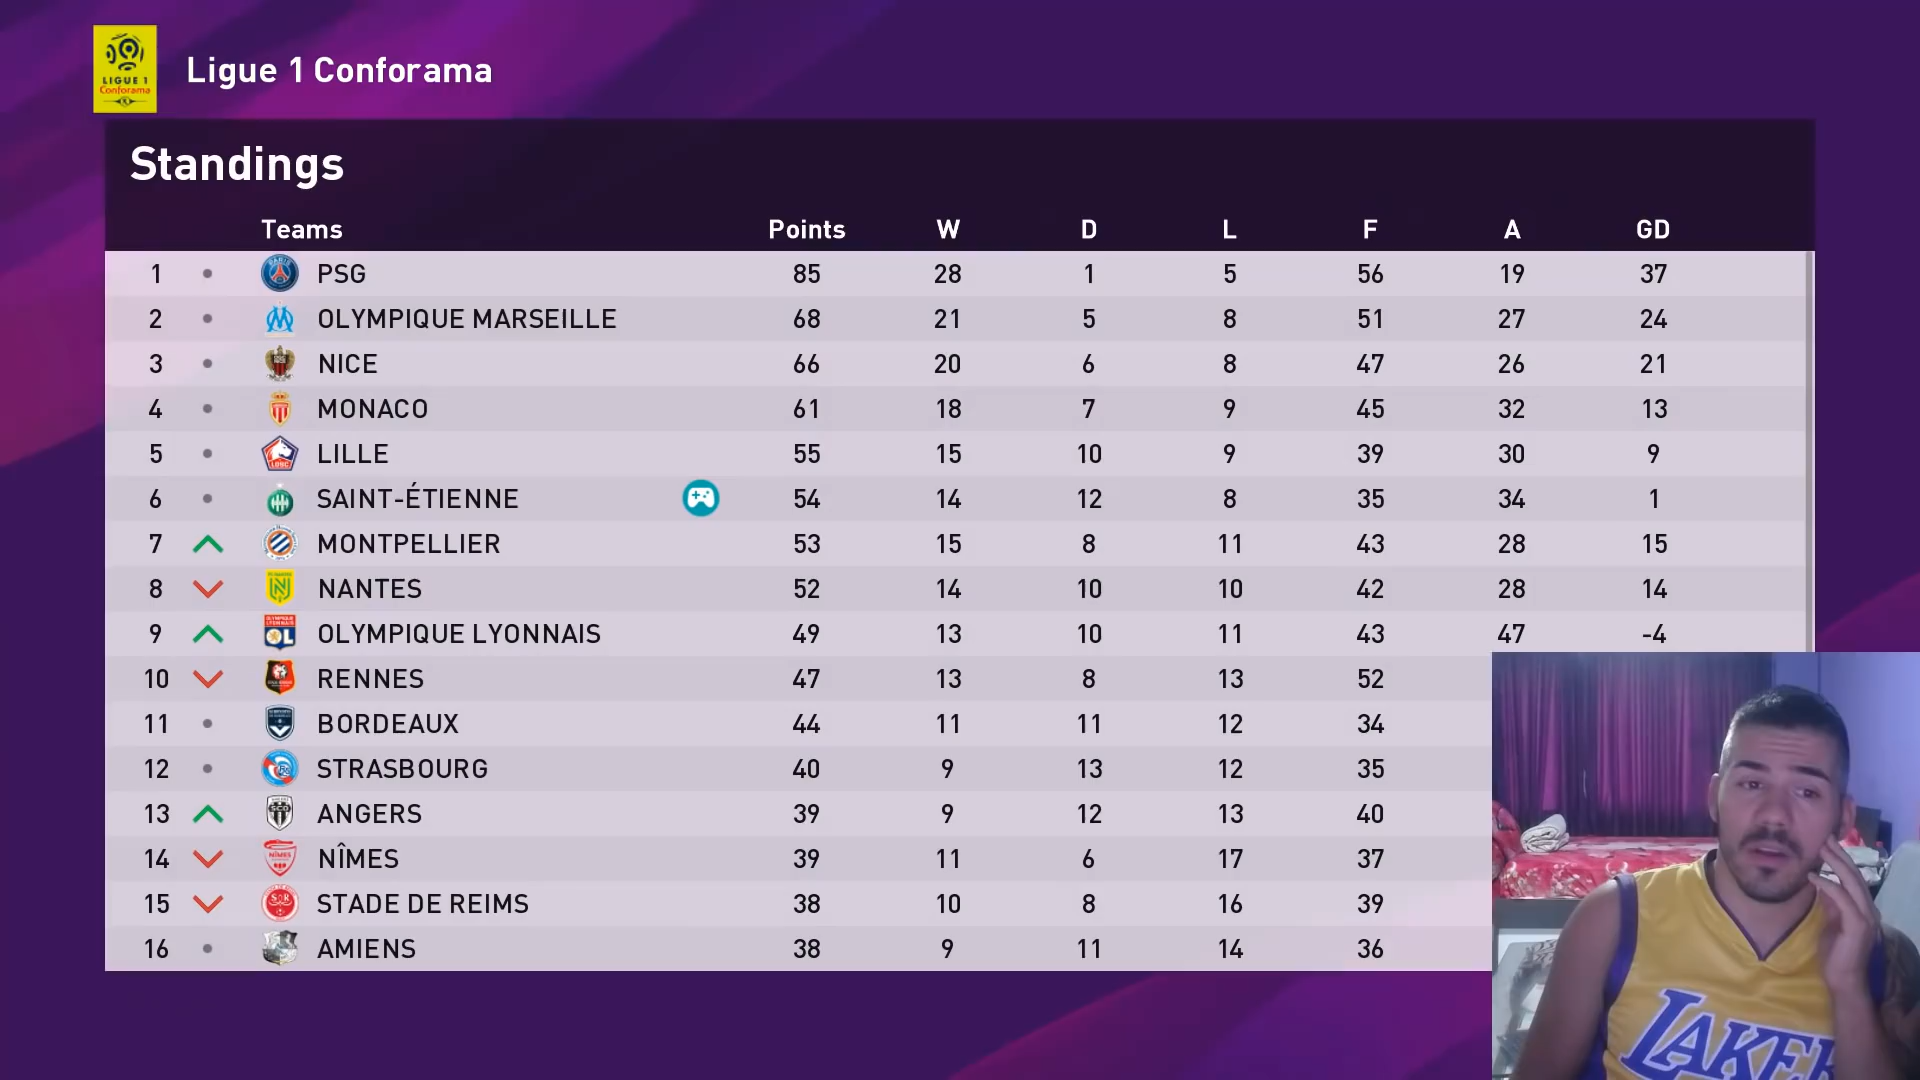 LIGUE 1
Conforama
Ligue 1 Conforama
Standings
Teams Points W D L F A GD
1 PSG 85 28 1 5 56 19 37
2 OLYMPIQUE MARSEILLE 68 21 5 8 51 27 24
3 NICE 66 20 6 8 47 26 21
4 MONACO 61 18 7 9 45 32 13
5 LILLE 55 15 10 9 39 30 9
6 SAINT-ÉTIENNE 54 14 12 8 35 34 1
7 MONTPELLIER 53 15 8 11 43 28 15
8 NANTES 52 14 10 10 42 28 14
9 OLYMPIQUE LYONNAIS 49 13 10 11 43 47 -4
10 RENNES 47 13 8 13 52
11 BORDEAUX 44 11 11 12 34
12 STRASBOURG 40 9 13 12 35
13 ANGERS 39 9 12 13 40
14 NÎMES 39 11 6 17 37
15 STADE DE REIMS 38 10 8 16 39
16 AMIENS 38 9 11 14 36